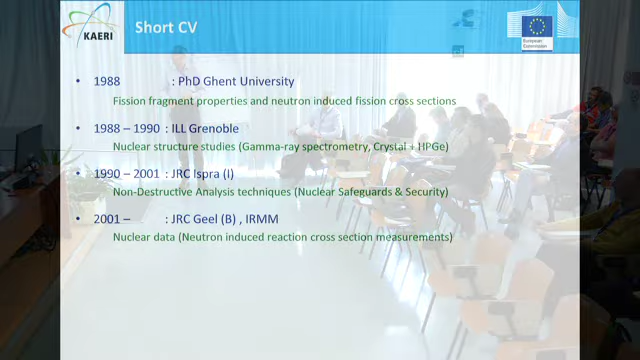 KAERI
Short CV
European
Commission
• 1988 : PhD Ghent University
Fission fragment properties and neutron induced fission cross sections
• 1988 – 1990 : ILL Grenoble
Nuclear structure studies (Gamma-ray spectrometry, Crystal + HPGe)
• 1990 – 2001 : JRC Ispra (I)
Non-Destructive Analysis techniques (Nuclear Safeguards & Security)
• 2001 – : JRC Geel (B) , IRMM
Nuclear data (Neutron induced reaction cross section measurements)